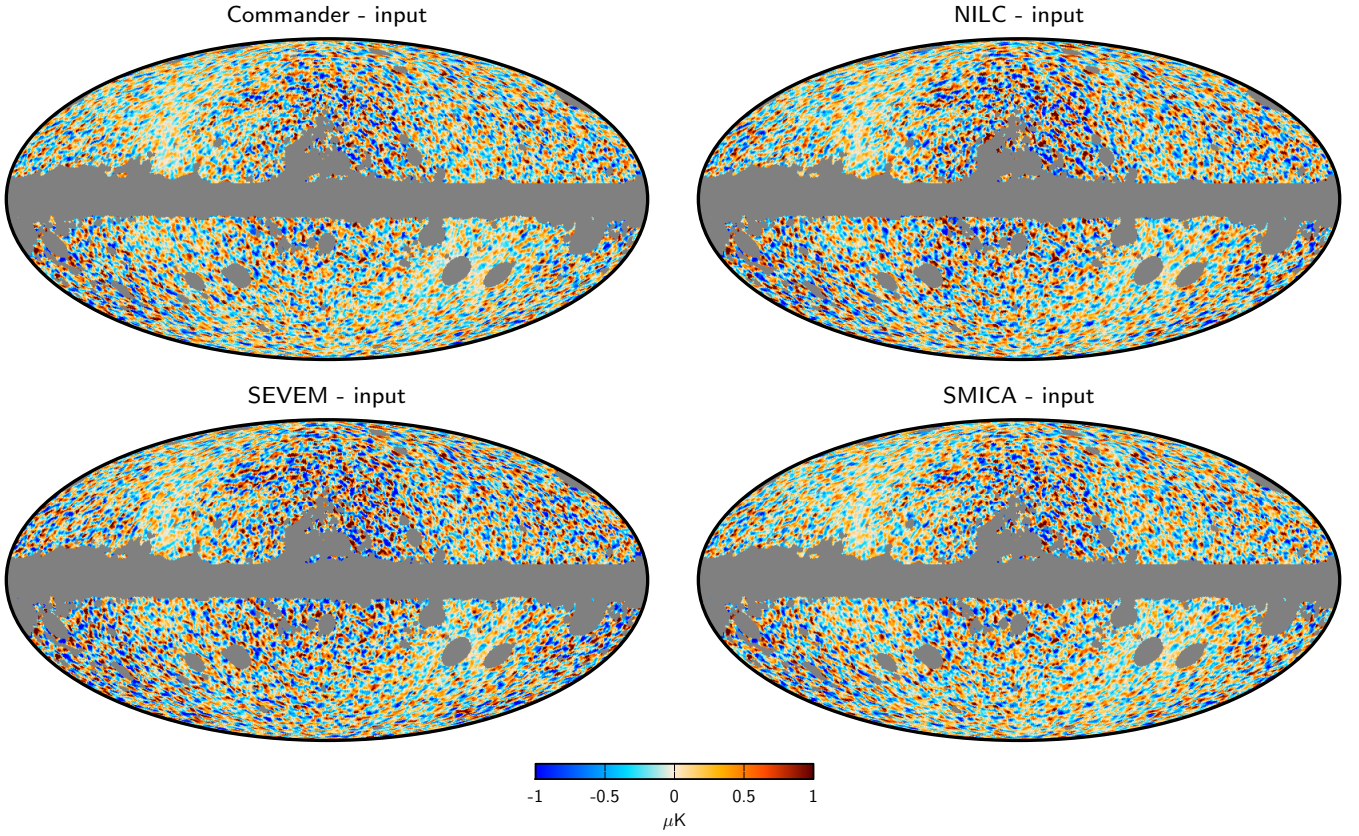 Commander - input
NILC - input
SEVEM - input
SMICA - input
-1 -0.5 0 0.5 1
μK